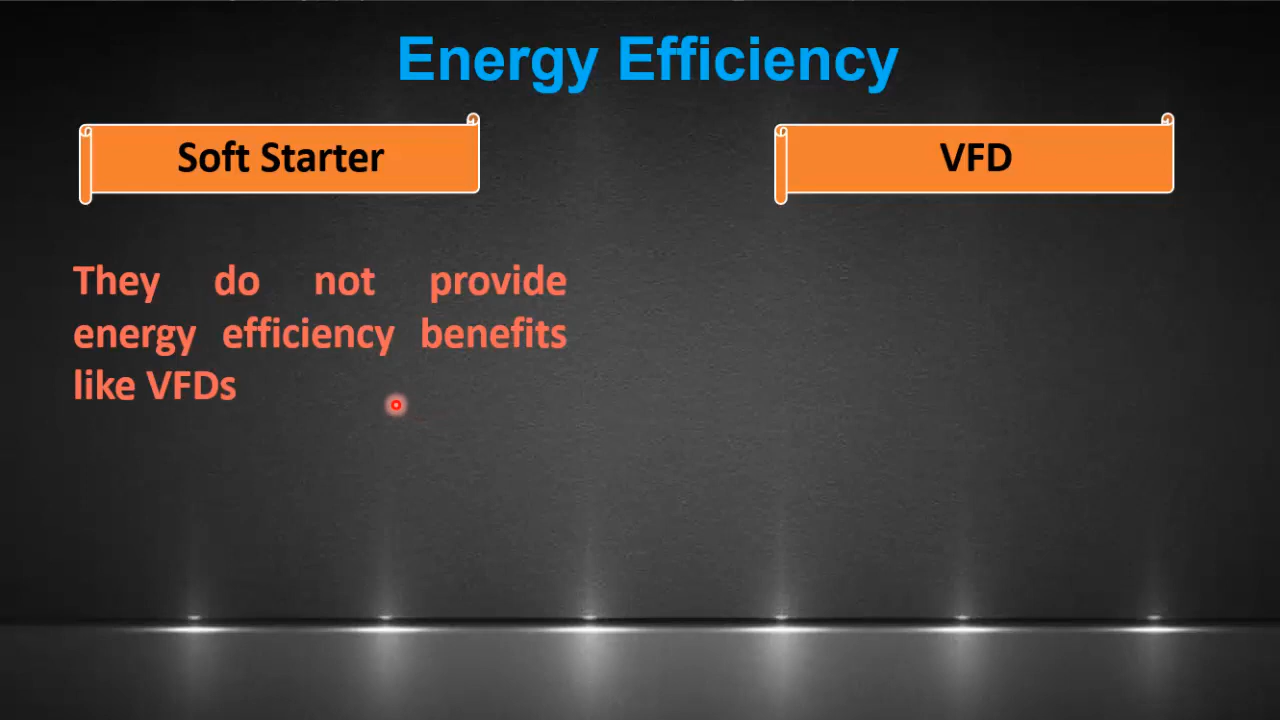 Energy Efficiency
Soft Starter
VFD
They do not provide
energy efficiency benefits
like VFDs